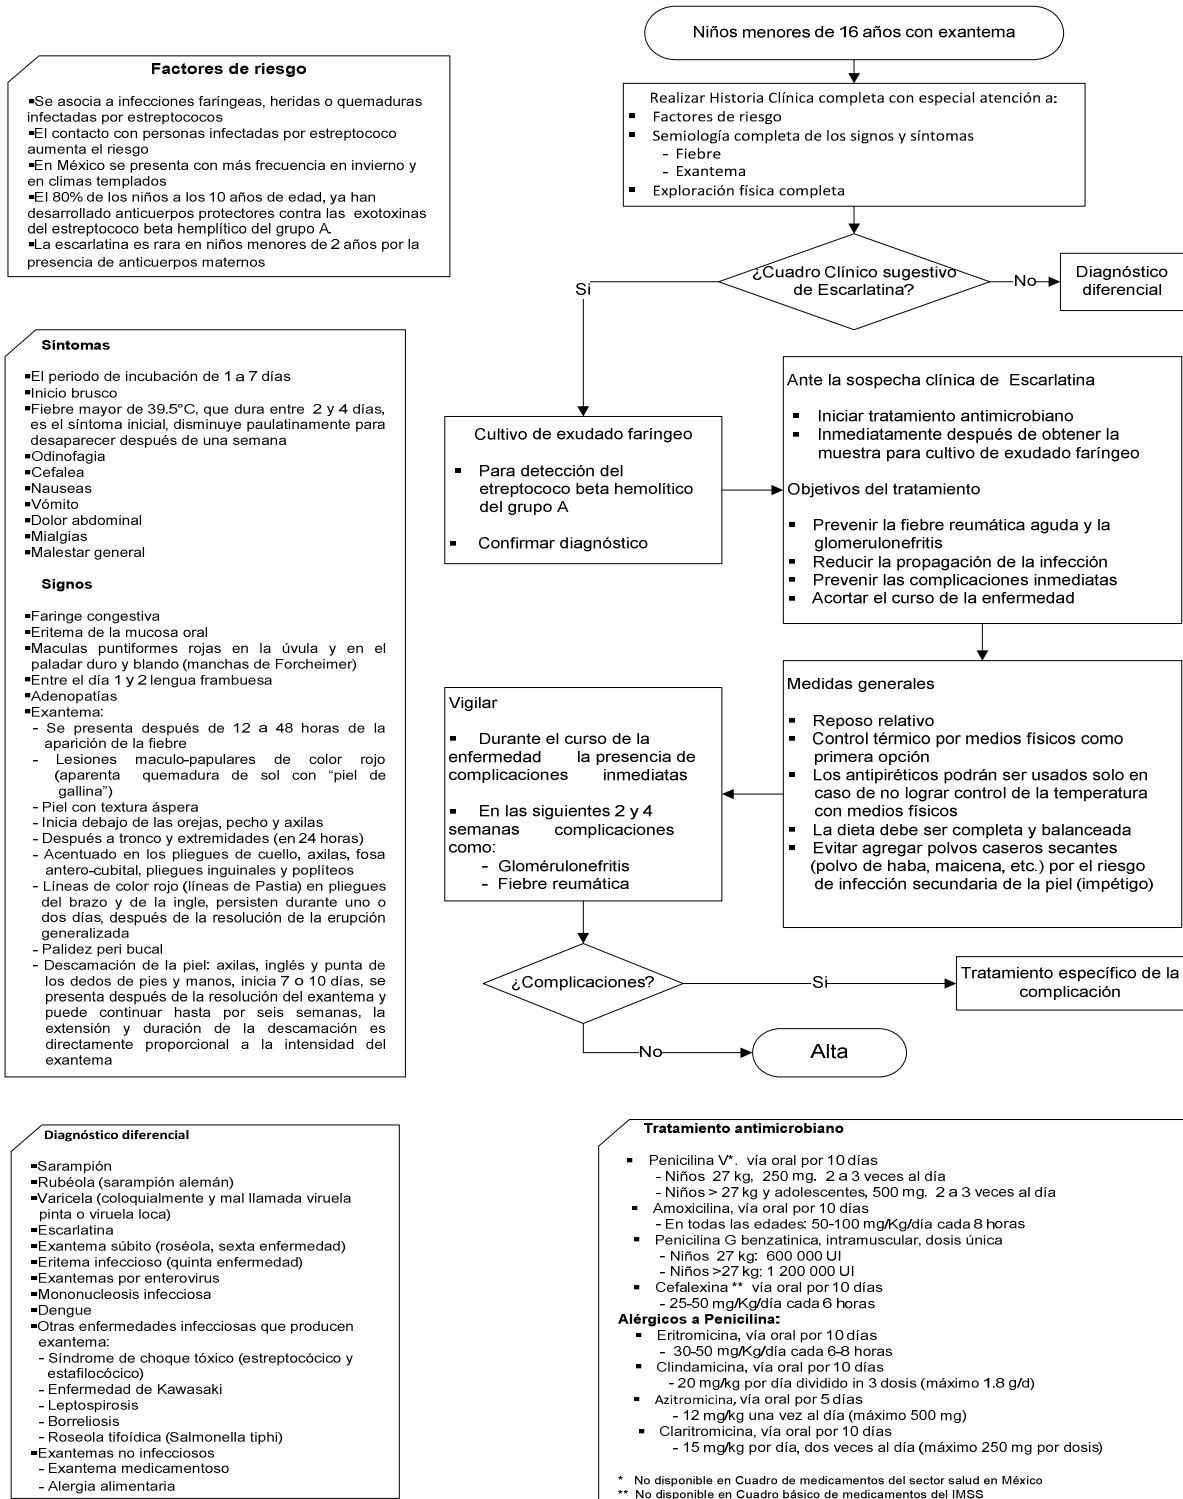 Niños menores de 16 años con exantema
Factores de riesgo
▪Se asocia a infecciones faríngeas, heridas o quemaduras
infectadas por estreptococos
▪El contacto con personas infectadas por estreptococo
aumenta el riesgo
▪En México se presenta con más frecuencia en invierno y
en climas templados
▪El 80% de los niños a los 10 años de edad, ya han
desarrollado anticuerpos protectores contra las exotoxinas
del estreptococo beta hemplítico del grupo A.
▪La escarlatina es rara en niños menores de 2 años por la
presencia de anticuerpos maternos
Realizar Historia Clínica completa con especial atención a:
▪ Factores de riesgo
▪ Semiología completa de los signos y síntomas
- Fiebre
- Exantema
▪ Exploración física completa
¿Cuadro Clínico sugestivo
de Escarlatina?
No
Diagnóstico
diferencial
Si
Síntomas
▪El periodo de incubación de 1 a 7 días
▪Inicio brusco
▪Fiebre mayor de 39.5°C, que dura entre 2 y 4 días,
es el síntoma inicial, disminuye paulatinamente para
desaparecer después de una semana
▪Odinofagia
▪Cefalea
▪Nauseas
▪Vómito
▪Dolor abdominal
▪Mialgias
▪Malestar general
Signos
▪Faringe congestiva
▪Eritema de la mucosa oral
▪Maculas puntiformes rojas en la úvula y en el
paladar duro y blando (manchas de Forcheimer)
▪Entre el día 1 y 2 lengua frambuesa
▪Adenopatías
▪Exantema:
- Se presenta después de 12 a 48 horas de la
aparición de la fiebre
- Lesiones maculo-papulares de color rojo
(aparenta quemadura de sol con “piel de
gallina”)
- Piel con textura áspera
- Inicia debajo de las orejas, pecho y axilas
- Después a tronco y extremidades (en 24 horas)
- Acentuado en los pliegues de cuello, axilas, fosa
antero-cubital, pliegues inguinales y poplíteos
- Líneas de color rojo (líneas de Pastia) en pliegues
del brazo y de la ingle, persisten durante uno o
dos días, después de la resolución de la erupción
generalizada
- Palidez peri bucal
- Descamación de la piel: axilas, inglés y punta de
los dedos de pies y manos, inicia 7 o 10 días, se
presenta después de la resolución del exantema y
puede continuar hasta por seis semanas, la
extensión y duración de la descamación es
directamente proporcional a la intensidad del
exantema
Cultivo de exudado faríngeo
▪ Para detección del
etreptococo beta hemolítico
del grupo A
▪ Confirmar diagnóstico
Ante la sospecha clínica de Escarlatina
▪ Iniciar tratamiento antimicrobiano
▪ Inmediatamente después de obtener la
muestra para cultivo de exudado faríngeo
Objetivos del tratamiento
▪ Prevenir la fiebre reumática aguda y la
glomerulonefritis
▪ Reducir la propagación de la infección
▪ Prevenir las complicaciones inmediatas
▪ Acortar el curso de la enfermedad
Medidas generales
▪ Reposo relativo
▪ Control térmico por medios físicos como
primera opción
▪ Los antipiréticos podrán ser usados solo en
caso de no lograr control de la temperatura
con medios físicos
▪ La dieta debe ser completa y balanceada
▪ Evitar agregar polvos caseros secantes
(polvo de haba, maicena, etc.) por el riesgo
de infección secundaria de la piel (impétigo)
Vigilar
▪ Durante el curso de la
enfermedad la presencia de
complicaciones inmediatas
▪ En las siguientes 2 y 4
semanas complicaciones
como:
- Glomérulonefritis
- Fiebre reumática
¿Complicaciones?
Si
Tratamiento específico de la
complicación
No
Alta
Diagnóstico diferencial
▪Sarampión
▪Rubéola (sarampión alemán)
▪Varicela (coloquialmente y mal llamada viruela
pinta o viruela loca)
▪Escarlatina
▪Exantema súbito (roséola, sexta enfermedad)
▪Eritema infeccioso (quinta enfermedad)
▪Exantemas por enterovirus
▪Mononucleosis infecciosa
▪Dengue
▪Otras enfermedades infecciosas que producen
exantema:
- Síndrome de choque tóxico (estreptocócico y
estafilocócico)
- Enfermedad de Kawasaki
- Leptospirosis
- Borreliosis
- Roseola tifoídica (Salmonella tiphi)
▪Exantemas no infecciosos
- Exantema medicamentoso
- Alergia alimentaria
Tratamiento antimicrobiano
▪ Penicilina V*. vía oral por 10 días
- Niños 27 kg, 250 mg. 2 a 3 veces al día
- Niños > 27 kg y adolescentes, 500 mg. 2 a 3 veces al día
▪ Amoxicilina, vía oral por 10 días
- En todas las edades: 50-100 mg/Kg/día cada 8 horas
▪ Penicilina G benzatinica, intramuscular, dosis única
- Niños 27 kg: 600 000 UI
- Niños >27 kg: 1 200 000 UI
▪ Cefalexina ** vía oral por 10 días
- 25-50 mg/Kg/día cada 6 horas
Alérgicos a Penicilina:
▪ Eritromicina, vía oral por 10 días
- 30-50 mg/Kg/día cada 6-8 horas
▪ Clindamicina, vía oral por 10 días
- 20 mg/kg por día dividido in 3 dosis (máximo 1.8 g/d)
▪ Azitromicina, vía oral por 5 días
- 12 mg/kg una vez al día (máximo 500 mg)
▪ Claritromicina, vía oral por 10 días
- 15 mg/kg por día, dos veces al día (máximo 250 mg por dosis)
* No disponible en Cuadro de medicamentos del sector salud en México
** No disponible en Cuadro básico de medicamentos del IMSS